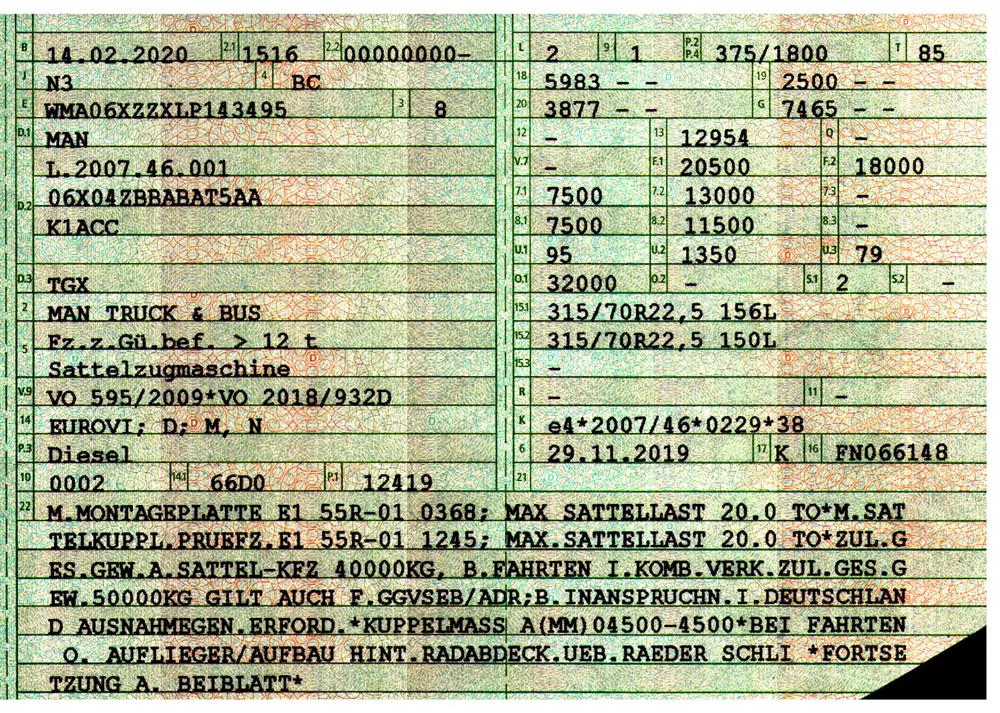 B 14.02.2020 2.1 1516 2.2 00000000-
J N3 4 BC
E WMA06XZZXLP143495 3 8
D.1 MAN
L.2007.46.001
D.2 06X04ZBBABAT5AA
K1ACC
D.3 TGX
2 MAN TRUCK & BUS
5 Fz.z.Gü.bef. > 12 t
Sattelzugmaschine
V.9 VO 595/2009*VO 2018/932D
14 EUROVI; D; M, N
P.3 Diesel
10 0002 14.1 66D0 P.1 12419
L 2 9 1 P.2 P.4 375/1800 T 85
18 5983 - - 19 2500 - -
20 3877 - - G 7465 - -
12 - 13 12954 Q -
V.7 - F.1 20500 F.2 18000
7.1 7500 7.2 13000 7.3 -
8.1 7500 8.2 11500 8.3 -
U.1 95 U.2 1350 U.3 79
O.1 32000 O.2 - S.1 2 S.2 -
15.1 315/70R22,5 156L
15.2 315/70R22,5 150L
15.3 -
R - 11 -
K e4*2007/46*0229*38
6 29.11.2019 17 K 16 FN066148
21
22 M.MONTAGEPLATTE E1 55R-01 0368; MAX SATTELLAST 20.0 TO*M.SAT
TELKUPPL.PRUEFZ.E1 55R-01 1245; MAX.SATTELLAST 20.0 TO*ZUL.G
ES.GEW.A.SATTEL-KFZ 40000KG, B.FAHRTEN I.KOMB.VERK.ZUL.GES.G
EW.50000KG GILT AUCH F.GGVSEB/ADR;B.INANSPRUCHN.I.DEUTSCHLAN
D AUSNAHMEGEN.ERFORD.*KUPPELMASS A(MM)04500-4500*BEI FAHRTEN
O. AUFLIEGER/AUFBAU HINT.RADABDECK.UEB.RAEDER SCHLI *FORTSE
TZUNG A. BEIBLATT*